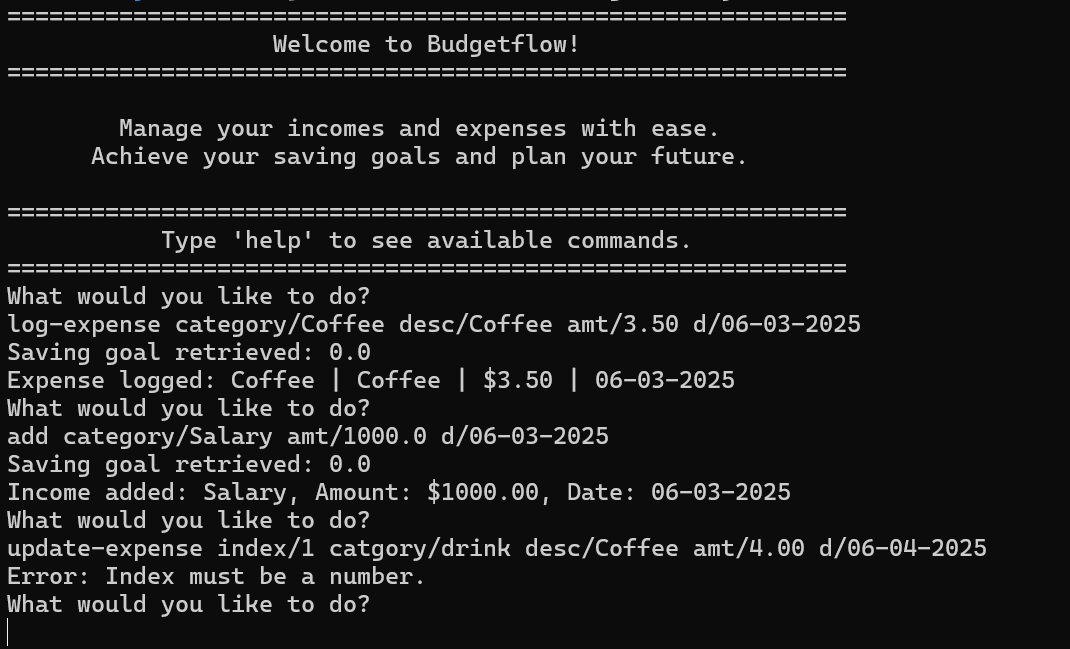 ============================================================
Welcome to Budgetflow!
============================================================
Manage your incomes and expenses with ease.
Achieve your saving goals and plan your future.
============================================================
Type 'help' to see available commands.
============================================================
What would you like to do?
log-expense category/Coffee desc/Coffee amt/3.50 d/06-03-2025
Saving goal retrieved: 0.0
Expense logged: Coffee | Coffee | $3.50 | 06-03-2025
What would you like to do?
add category/Salary amt/1000.0 d/06-03-2025
Saving goal retrieved: 0.0
Income added: Salary, Amount: $1000.00, Date: 06-03-2025
What would you like to do?
update-expense index/1 catgory/drink desc/Coffee amt/4.00 d/06-04-2025
Error: Index must be a number.
What would you like to do?